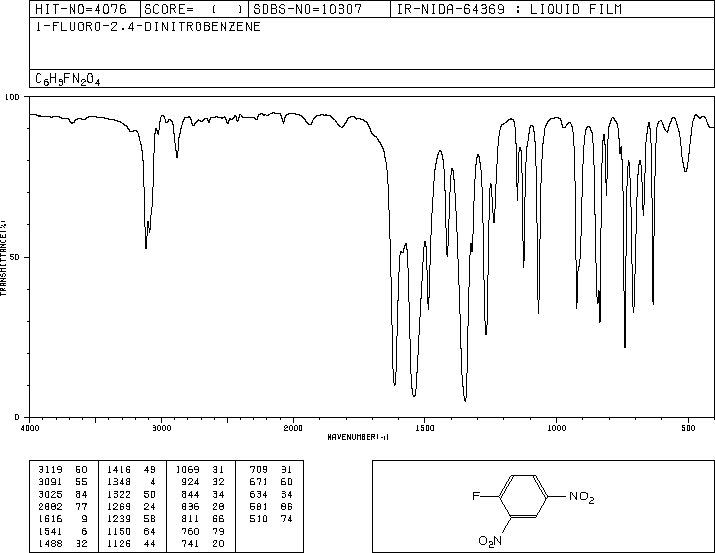 HIT-NO=4076 SCORE= ( ) SDBS-NO=10307 IR-NIDA-64369 : LIQUID FILM
1-FLUORO-2,4-DINITROBENZENE
C6H3FN2O4
100
50
0
TRANSMITTANCE(%)
4000 3000 2000 1500 1000 500
WAVENUMBER(-1)
3119 60 1416 49 1069 31 709 31
3091 55 1348 4 924 32 671 60
3025 84 1322 50 844 34 634 34
2882 77 1269 24 836 28 581 86
1616 9 1239 58 811 66 510 74
1541 6 1150 64 760 79
1488 32 1126 44 741 20
F NO2
O2N